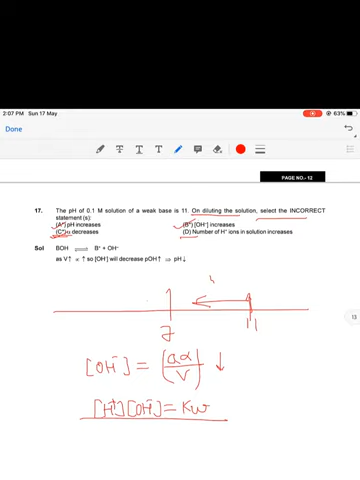 2:07 PM Sun 17 May
63%
Done
PAGE NO.-12
17. The pH of 0.1 M solution of a weak base is 11. On diluting the solution, select the INCORRECT
statement(s):
(A*) pH increases (B*) [OH⁻] increases
(C*) α decreases (D) Number of H⁺ ions in solution increases
Sol BOH ⇌ B⁺ + OH⁻
as V↑ ∝ ↑ so [OH⁻] will decrease pOH↑ ⇒ pH↓
13
7 11
[OH⁻] = (aα/V) ↓
[H⁺][OH⁻] = Kw